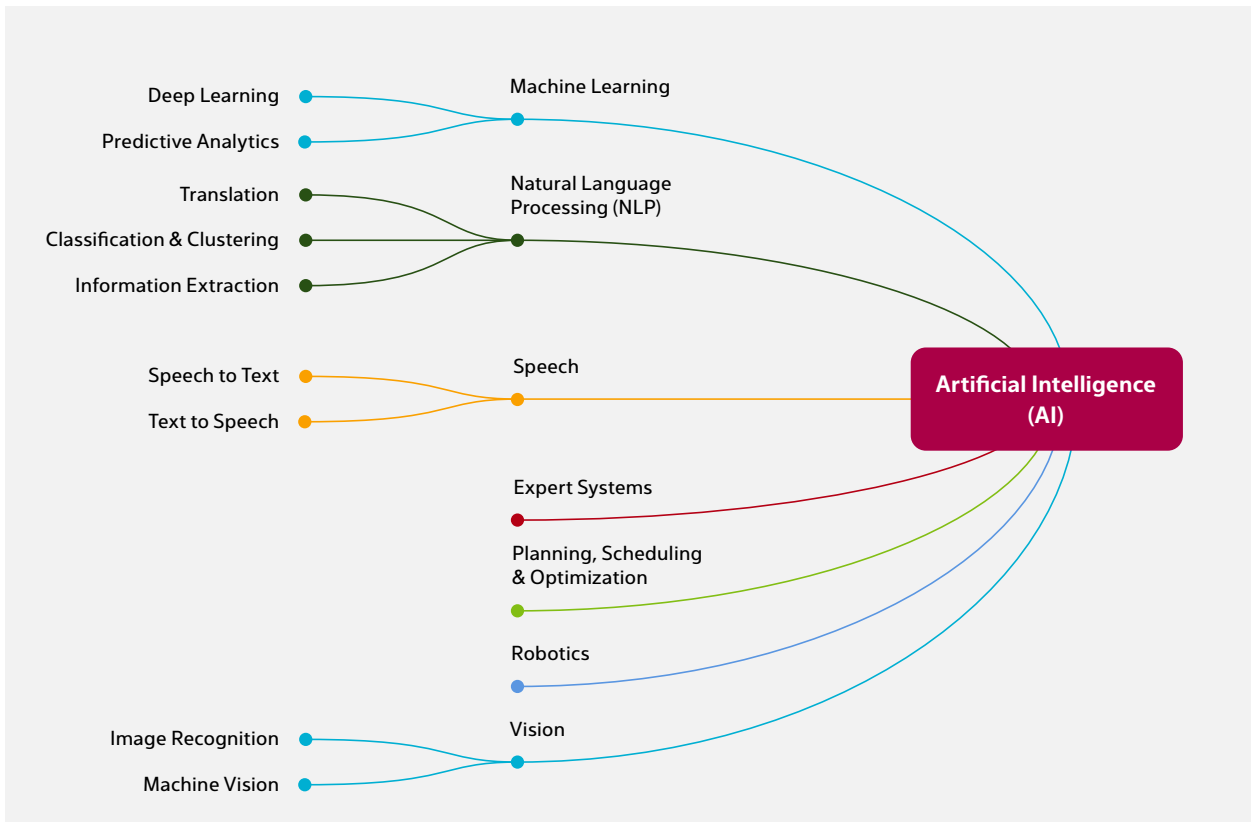 Machine Learning
Deep Learning
Predictive Analytics
Natural Language
Processing (NLP)
Translation
Classification & Clustering
Information Extraction
Speech
Speech to Text
Text to Speech
Artificial Intelligence
(AI)
Expert Systems
Planning, Scheduling
& Optimization
Robotics
Vision
Image Recognition
Machine Vision